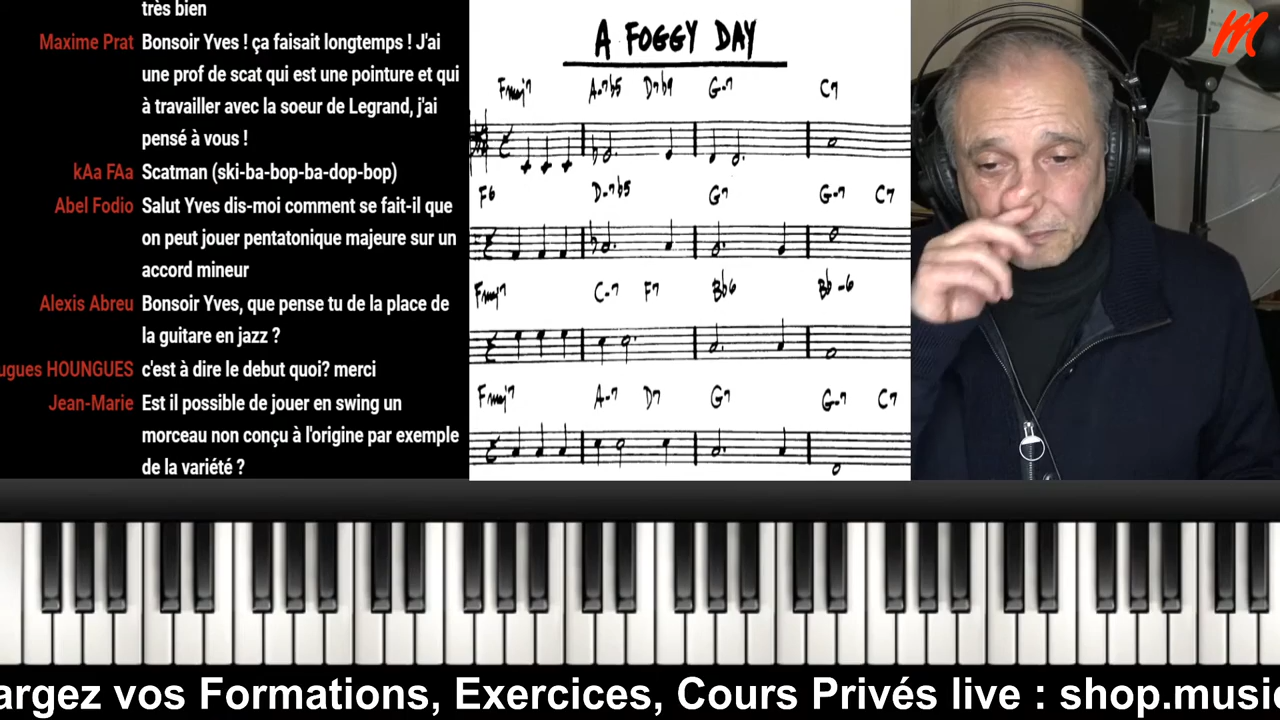 très bien
Maxime Prat Bonsoir Yves ! ça faisait longtemps ! J'ai
une prof de scat qui est une pointure et qui
à travailler avec la soeur de Legrand, j'ai
pensé à vous !
kAa FAa Scatman (ski-ba-bop-ba-dop-bop)
Abel Fodio Salut Yves dis-moi comment se fait-il que
on peut jouer pentatonique majeure sur un
accord mineur
Alexis Abreu Bonsoir Yves, que pense tu de la place de
la guitare en jazz ?
ugues HOUNGUES c'est à dire le debut quoi? merci
Jean-Marie Est il possible de jouer en swing un
morceau non conçu à l'origine par exemple
de la variété ?
A FOGGY DAY
Fmaj7 A-7b5 D7b9 G-7 C7
F6 D-7b5 G7 G-7 C7
Fmaj7 C-7 F7 Bb6 Bb-6
Fmaj7 A-7 D7 G7 G-7 C7
M
argez vos Formations, Exercices, Cours Privés live : shop.music